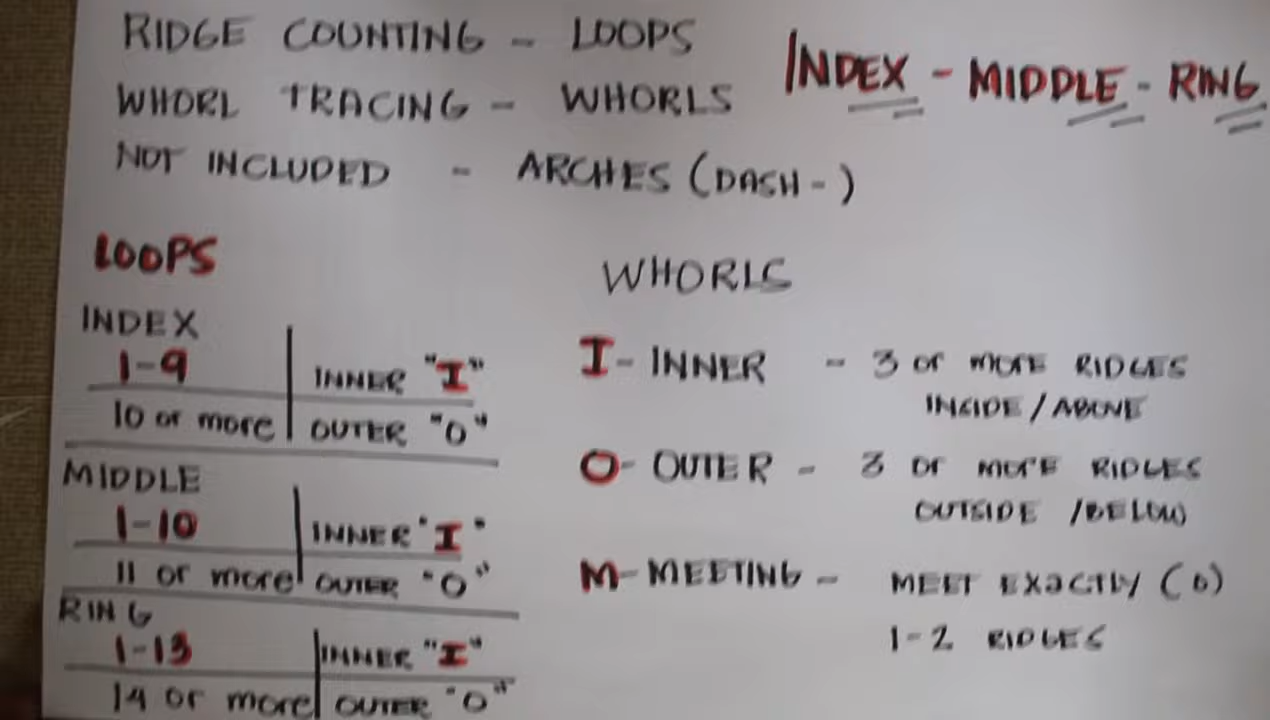 RIDGE COUNTING - LOOPS
WHORL TRACING - WHORLS
NOT INCLUDED - ARCHES (DASH - )
INDEX - MIDDLE - RING
LOOPS
INDEX
1-9 INNER "I"
10 or more OUTER "O"
MIDDLE
1-10 INNER "I"
11 or more OUTER "O"
RING
1-13 INNER "I"
14 or more OUTER "O"
WHORLS
I - INNER - 3 or MORE RIDGES
INSIDE / ABOVE
O - OUTER - 3 OR MORE RIDGES
OUTSIDE / BELOW
M - MEETING - MEET EXACTLY (0)
1-2 RIDGES